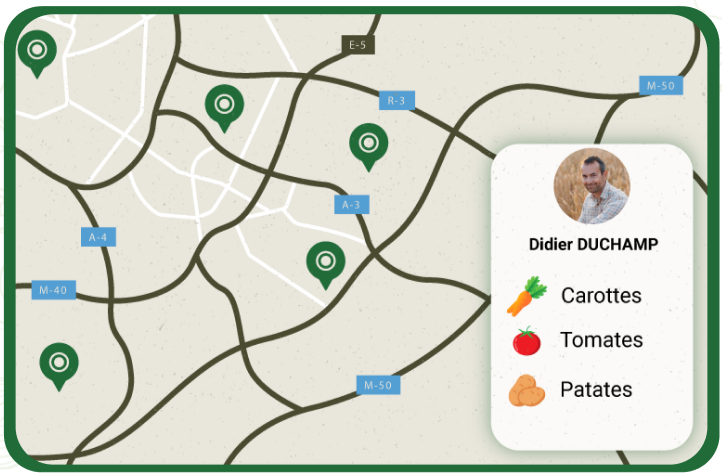 E-5
M-50
R-3
A-3
A-4
M-40
M-50
Didier DUCHAMP
Carottes
Tomates
Patates